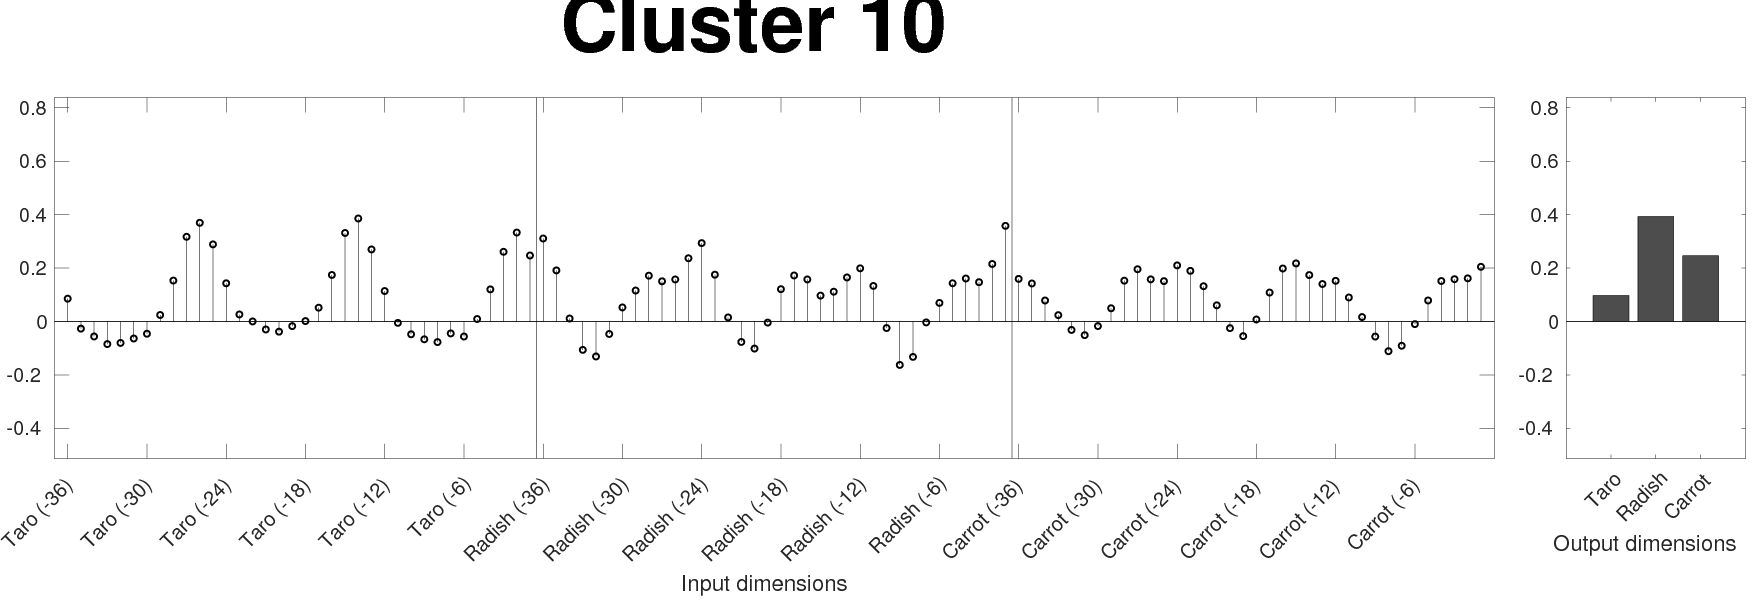 Cluster 10
0.8
0.6
0.4
0.2
0
-0.2
-0.4
Taro (-36)
Taro (-30)
Taro (-24)
Taro (-18)
Taro (-12)
Taro (-6)
Radish (-36)
Radish (-30)
Radish (-24)
Radish (-18)
Radish (-12)
Radish (-6)
Carrot (-36)
Carrot (-30)
Carrot (-24)
Carrot (-18)
Carrot (-12)
Carrot (-6)
Input dimensions
0.8
0.6
0.4
0.2
0
-0.2
-0.4
Taro
Radish
Carrot
Output dimensions